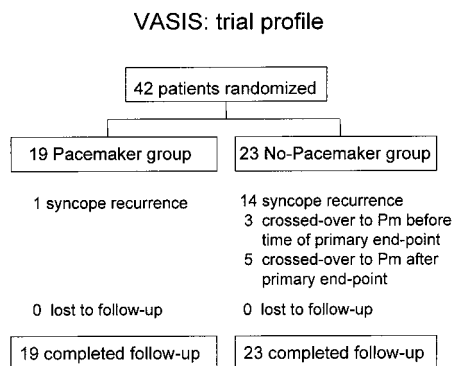 VASIS: trial profile
42 patients randomized
19 Pacemaker group
23 No-Pacemaker group
1 syncope recurrence
14 syncope recurrence
3 crossed-over to Pm before
time of primary end-point
5 crossed-over to Pm after
primary end-point
0 lost to follow-up
0 lost to follow-up
19 completed follow-up
23 completed follow-up